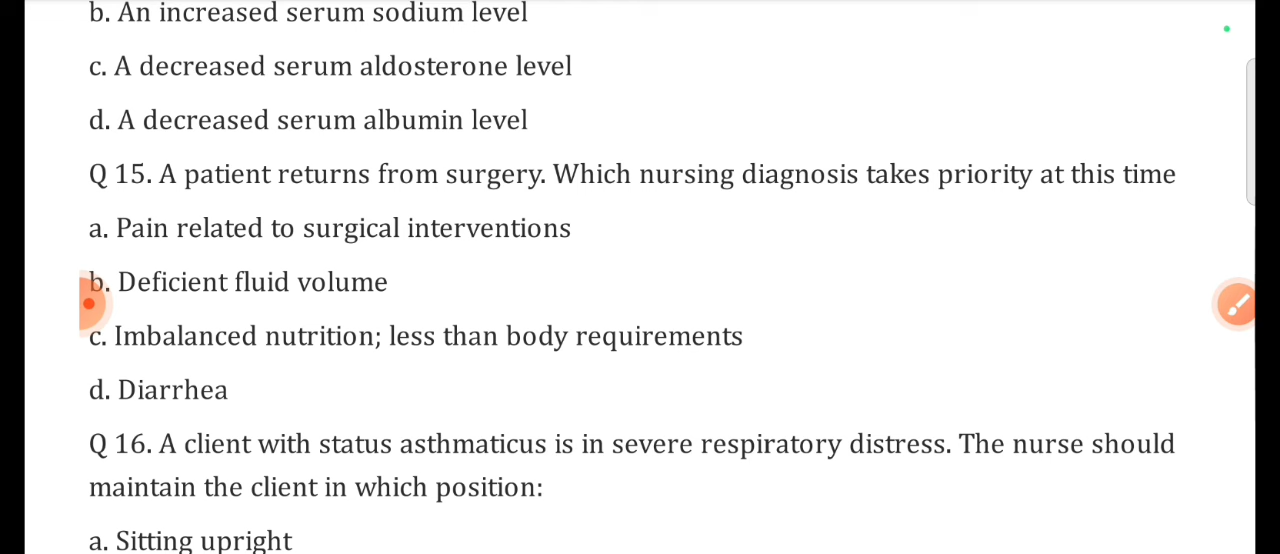 b. An increased serum sodium level
c. A decreased serum aldosterone level
d. A decreased serum albumin level
Q 15. A patient returns from surgery. Which nursing diagnosis takes priority at this time
a. Pain related to surgical interventions
b. Deficient fluid volume
c. Imbalanced nutrition; less than body requirements
d. Diarrhea
Q 16. A client with status asthmaticus is in severe respiratory distress. The nurse should
maintain the client in which position:
a. Sitting upright